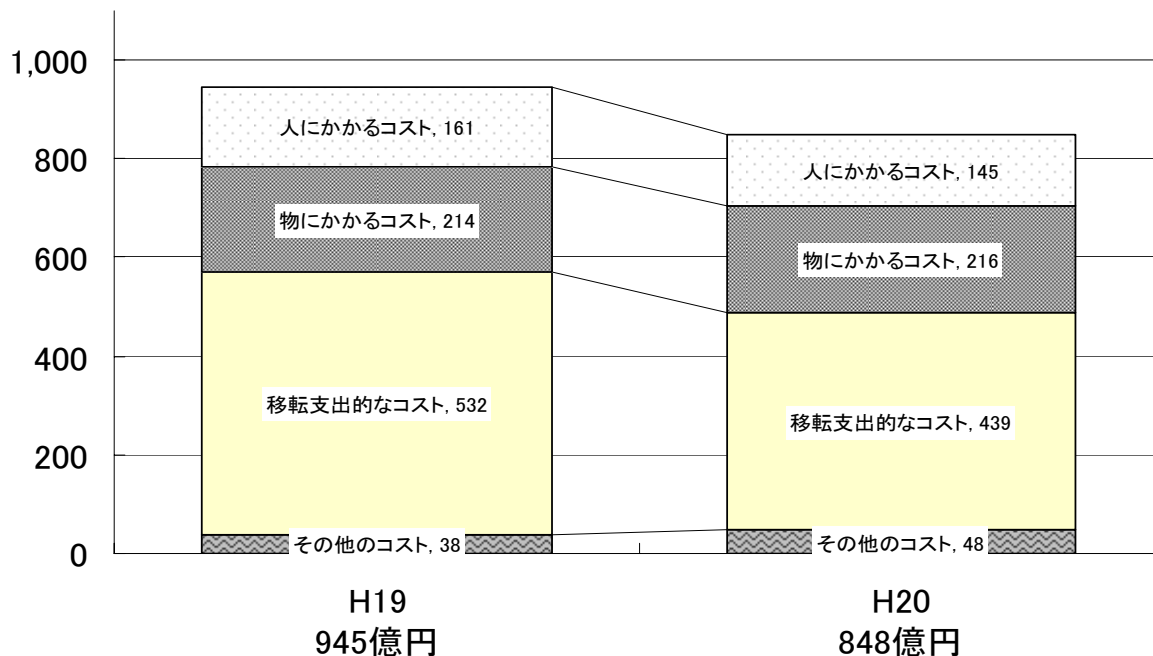 1,000
800
600
400
200
0
人にかかるコスト, 161
物にかかるコスト, 214
移転支出的なコスト, 532
その他のコスト, 38
人にかかるコスト, 145
物にかかるコスト, 216
移転支出的なコスト, 439
その他のコスト, 48
H19
945億円
H20
848億円